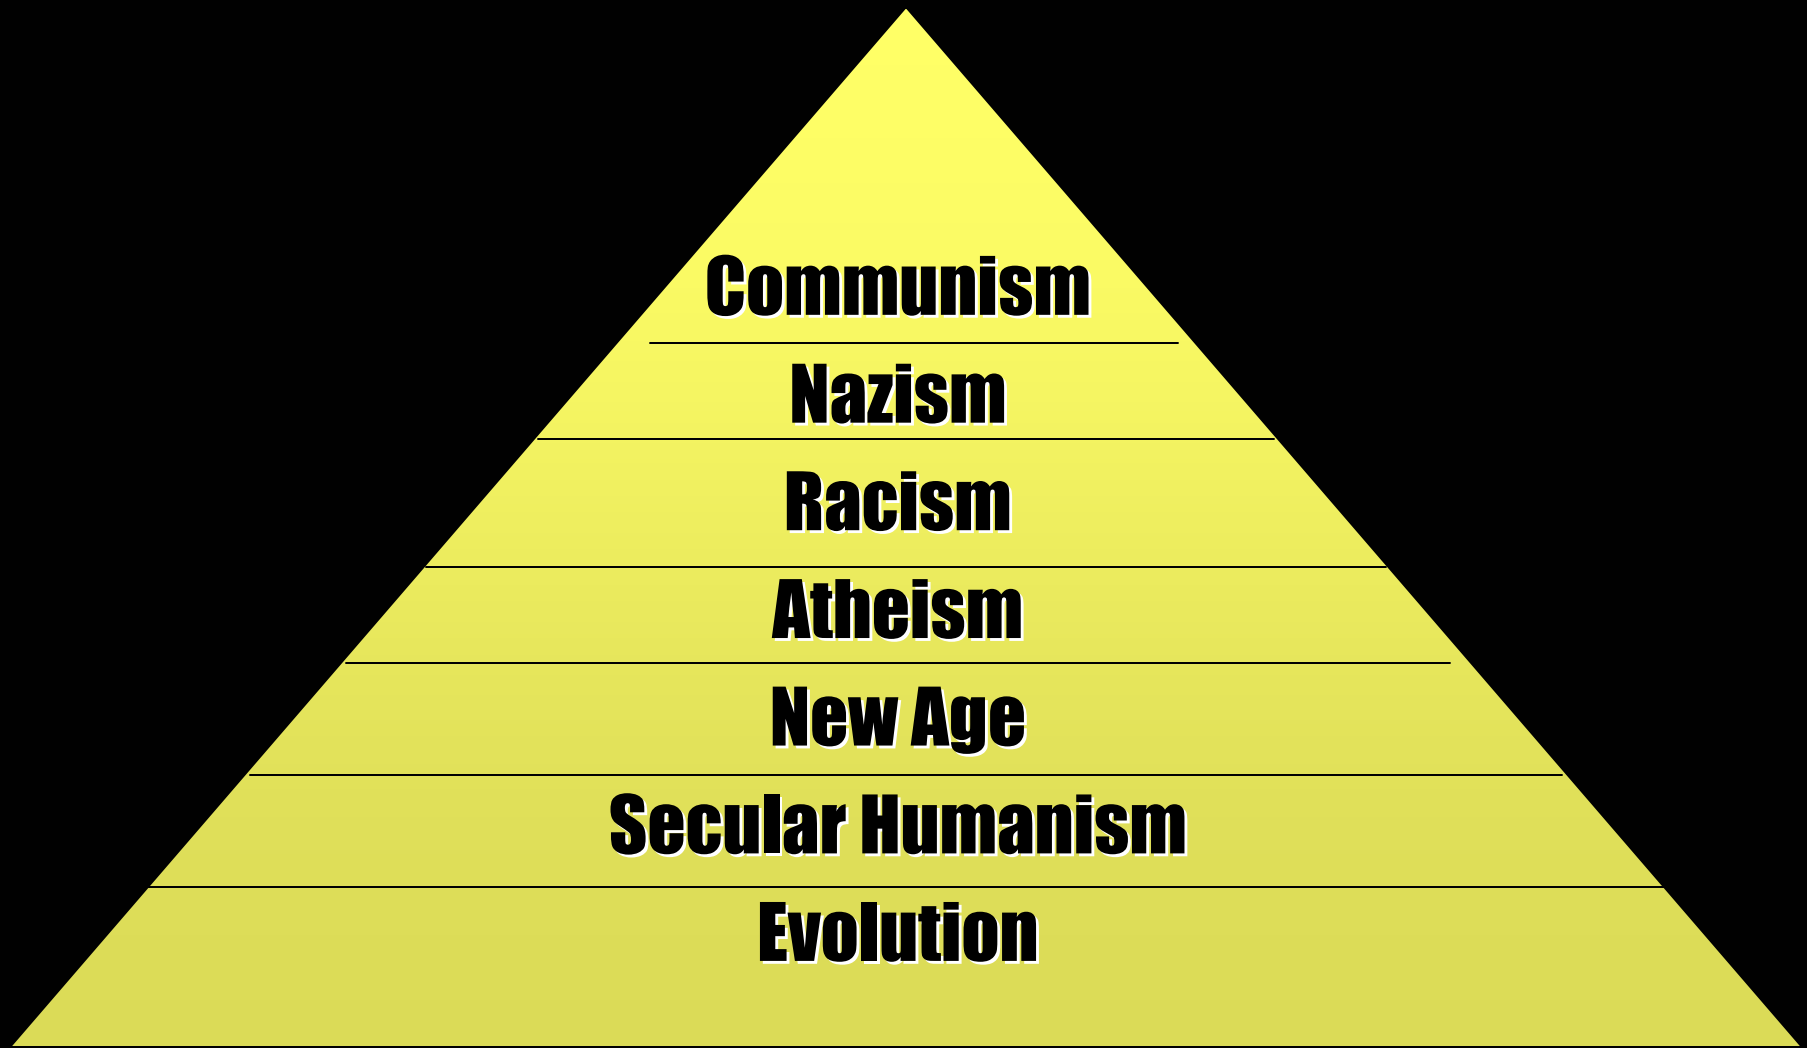 Communism
Nazism
Racism
Atheism
New Age
Secular Humanism
Evolution